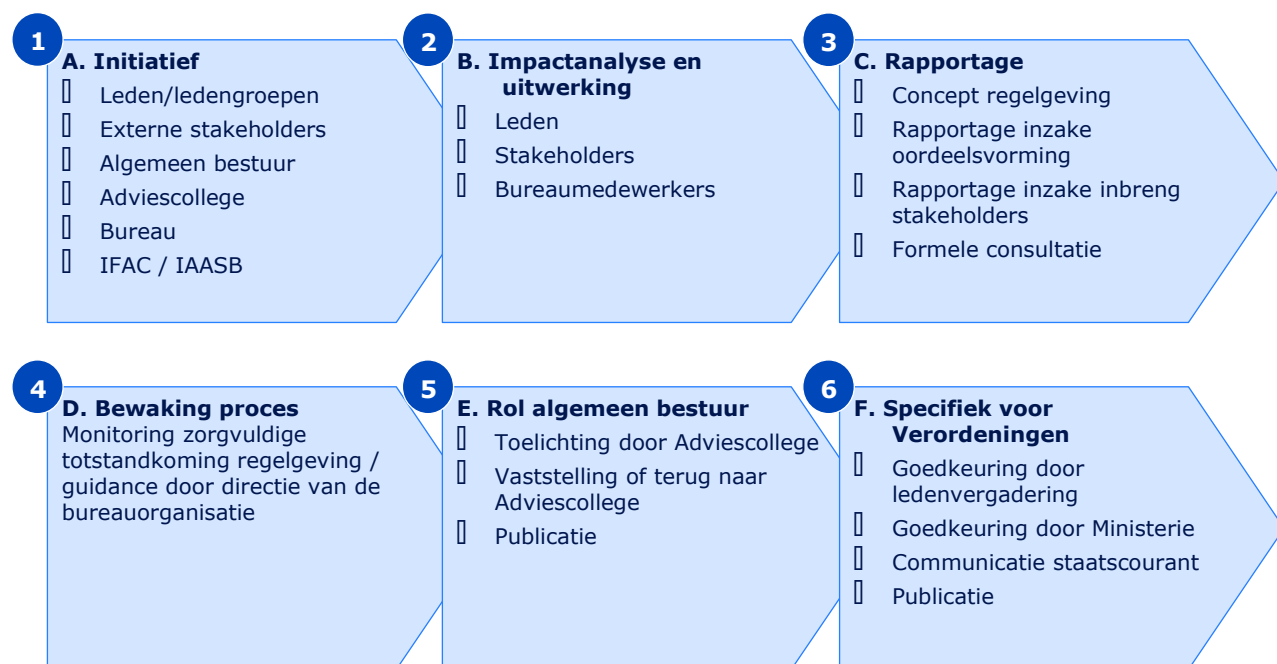 1
A. Initiatief
Leden/ledengroepen
Externe stakeholders
Algemeen bestuur
Adviescollege
Bureau
IFAC / IAASB
2
B. Impactanalyse en
uitwerking
Leden
Stakeholders
Bureaumedewerkers
3
C. Rapportage
Concept regelgeving
Rapportage inzake
oordeelsvorming
Rapportage inzake inbreng
stakeholders
Formele consultatie
4
D. Bewaking proces
Monitoring zorgvuldige
totstandkoming regelgeving /
guidance door directie van de
bureauorganisatie
5
E. Rol algemeen bestuur
Toelichting door Adviescollege
Vaststelling of terug naar
Adviescollege
Publicatie
6
F. Specifiek voor
Verordeningen
Goedkeuring door
ledenvergadering
Goedkeuring door Ministerie
Communicatie staatscourant
Publicatie